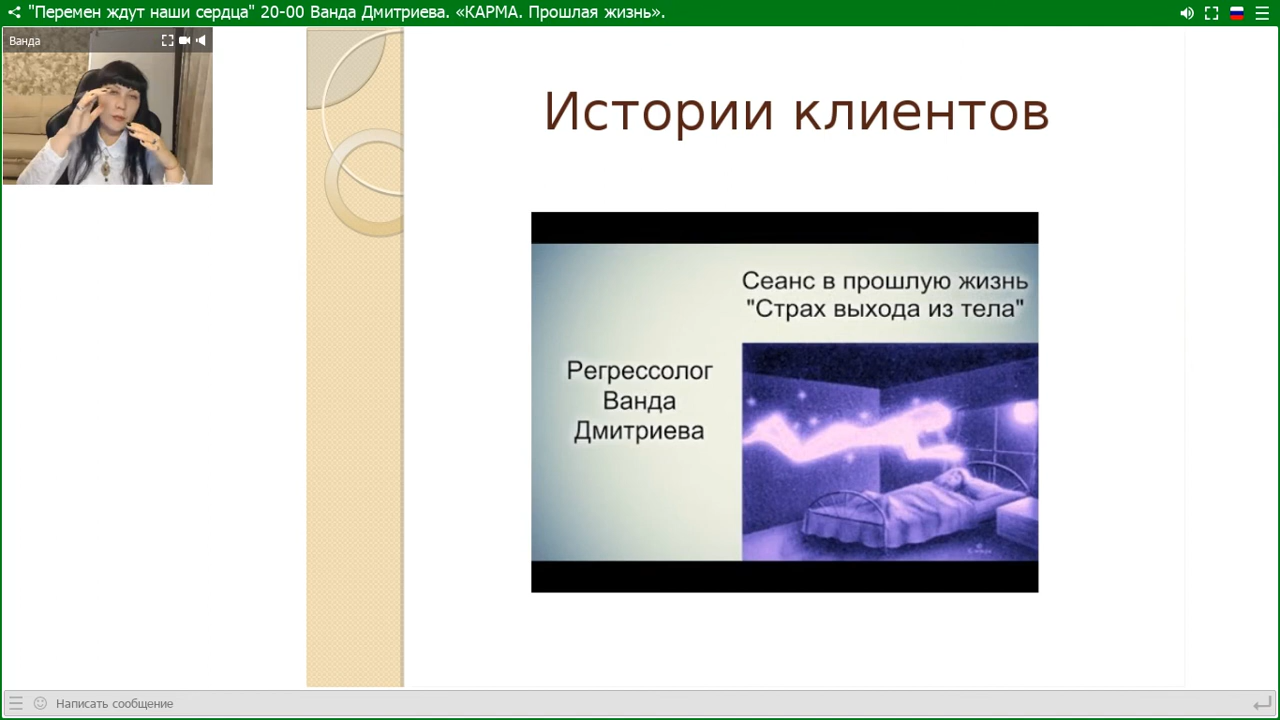 "Перемен ждут наши сердца" 20-00 Ванда Дмитриева. «КАРМА. Прошлая жизнь».
Ванда
Истории клиентов
Сеанс в прошлую жизнь
"Страх выхода из тела"
Регрессолог
Ванда
Дмитриева
Написать сообщение